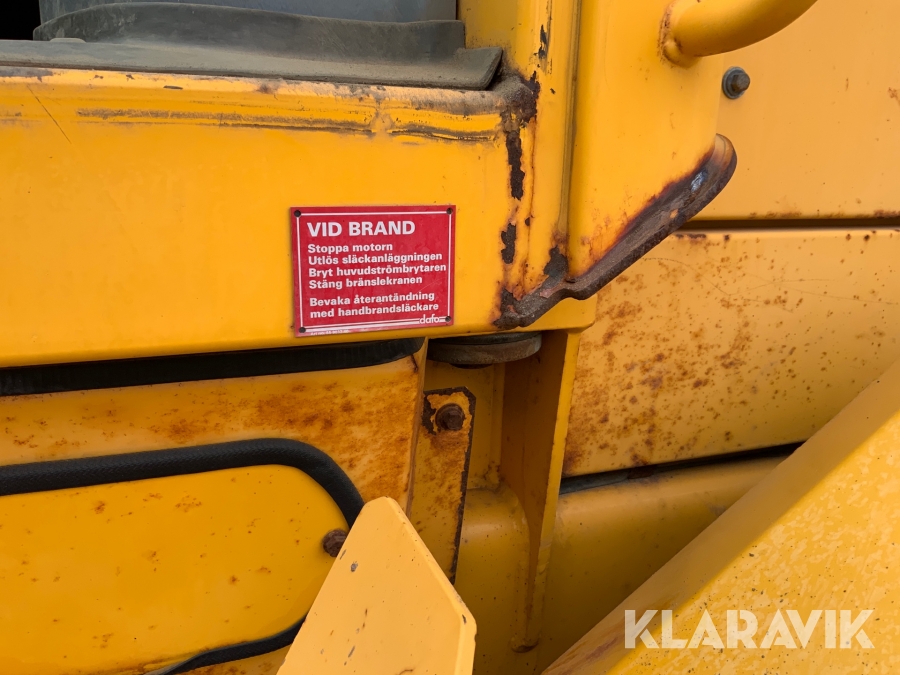 VID BRAND
Stoppa motorn
Utlös släckanläggningen
Bryt huvudströmbrytaren
Stäng bränslekranen
Bevaka återantändning
med handbrandsläckare
dafo
KLARAVIK